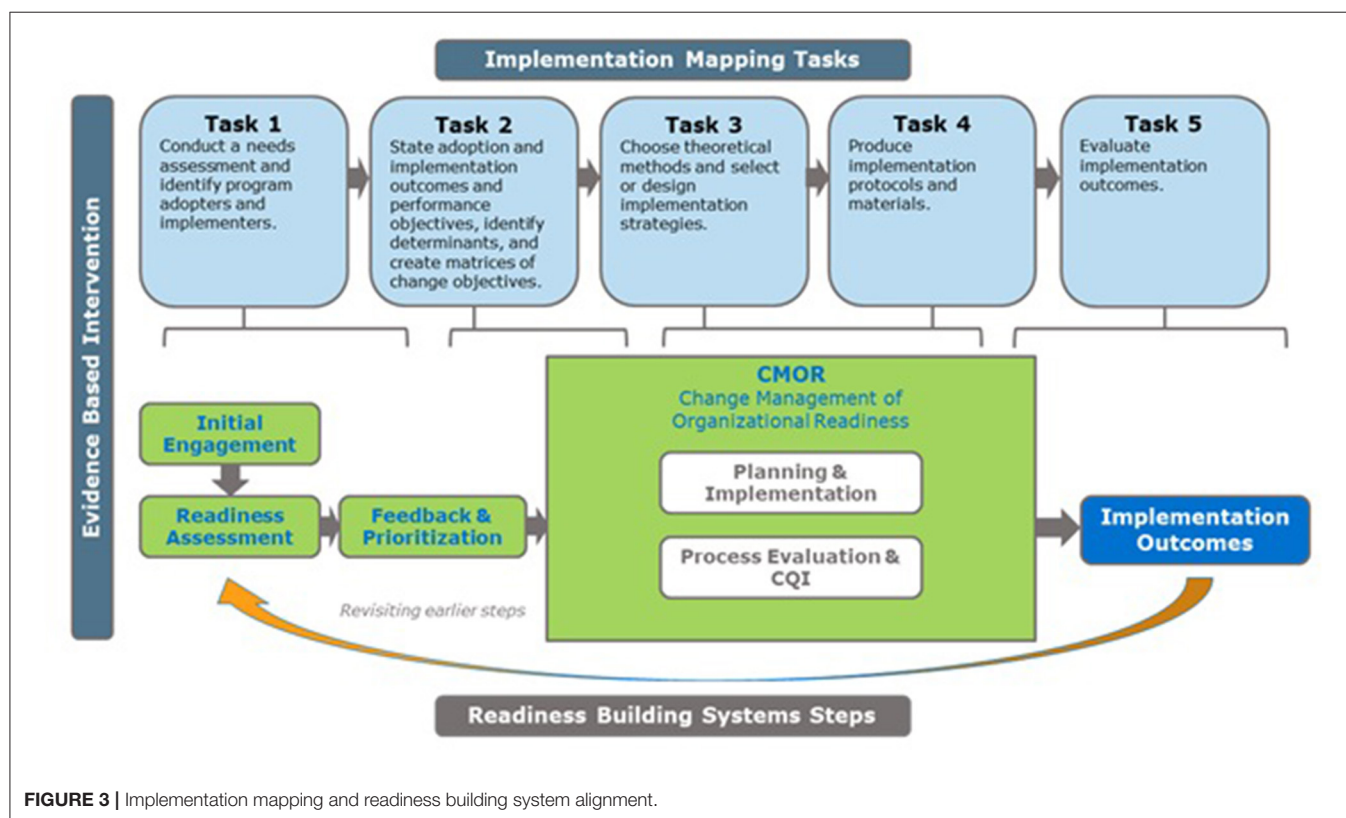 Implementation Mapping Tasks
Evidence Based Intervention
Task 1
Conduct a needs
assessment and
identify program
adopters and
implementers.
Task 2
State adoption and
implementation
outcomes and
performance
objectives, identify
determinants, and
create matrices of
change objectives.
Task 3
Choose theoretical
methods and select
or design
implementation
strategies.
Task 4
Produce
implementation
protocols and
materials.
Task 5
Evaluate
implementation
outcomes.
Initial
Engagement
Readiness
Assessment
Feedback &
Prioritization
CMOR
Change Management of
Organizational Readiness
Planning &
Implementation
Process Evaluation &
CQI
Implementation
Outcomes
Revisiting earlier steps
Readiness Building Systems Steps
FIGURE 3 | Implementation mapping and readiness building system alignment.